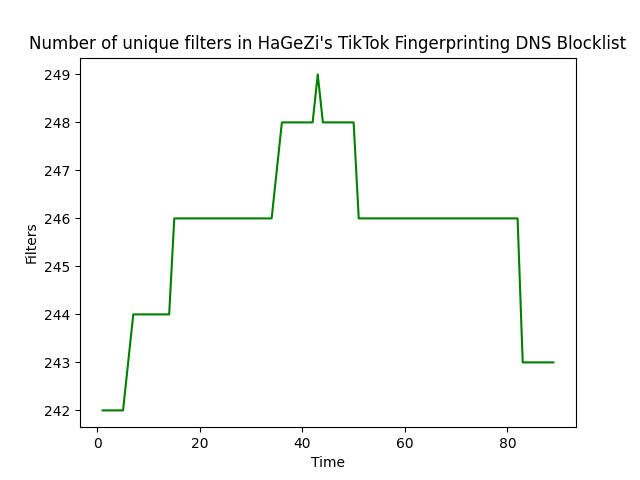 Number of unique filters in HaGeZi's TikTok Fingerprinting DNS Blocklist
249
248
247
246
245
244
243
242
Filters
0 20 40 60 80
Time